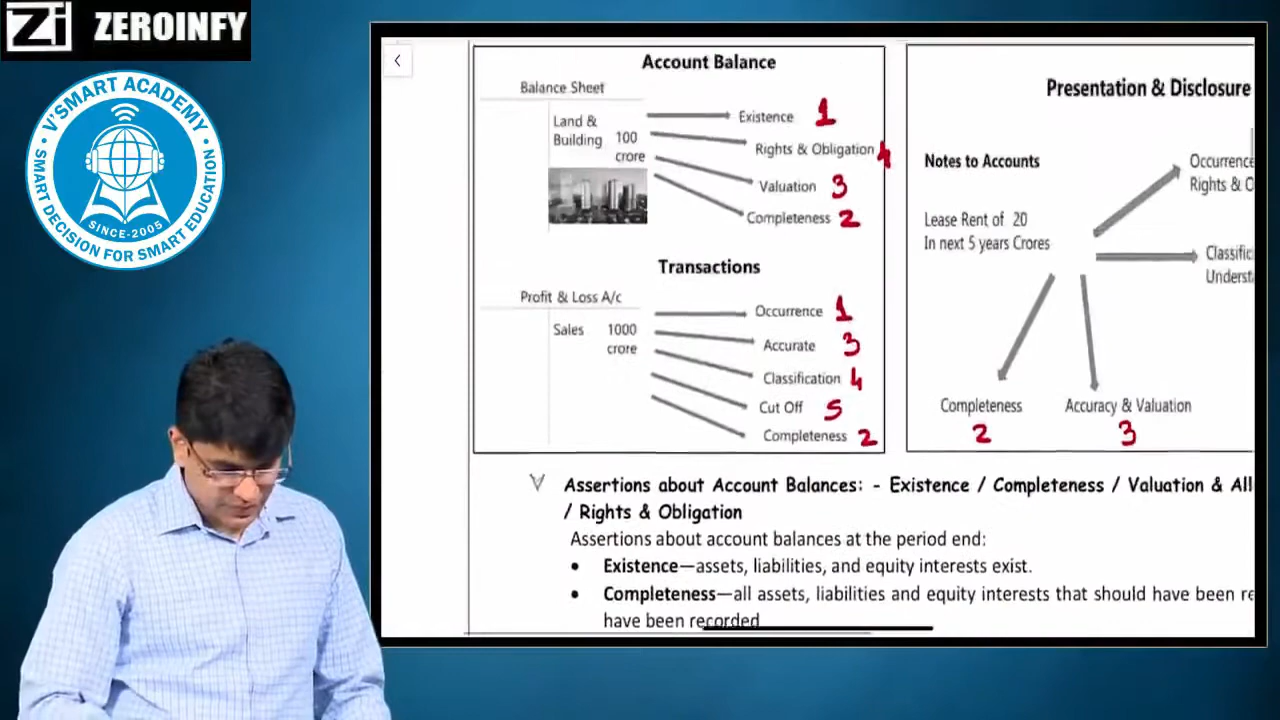 Zi ZEROINFY
V'SMART ACADEMY
SMART DECISION FOR SMART EDUCATION
SINCE-2005
<
Account Balance
Balance Sheet
Land &
Building 100
crore
Existence 1
Rights & Obligation 4
Valuation 3
Completeness 2
Transactions
Profit & Loss A/c
Sales 1000
crore
Occurrence 1
Accurate 3
Classification 4
Cut Off 5
Completeness 2
Presentation & Disclosure
Notes to Accounts
Lease Rent of 20
In next 5 years Crores
Occurrence
Rights & O
Classific
Underst
Completeness
2
Accuracy & Valuation
3
Assertions about Account Balances: - Existence / Completeness / Valuation & All
/ Rights & Obligation
Assertions about account balances at the period end:
• Existence—assets, liabilities, and equity interests exist.
• Completeness—all assets, liabilities and equity interests that should have been re
have been recorded